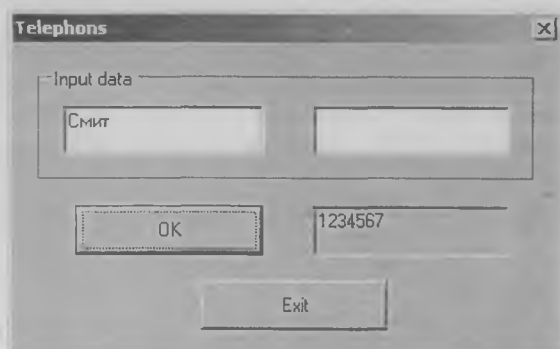 Telephons
Input data
Смит
OK
1234567
Exit